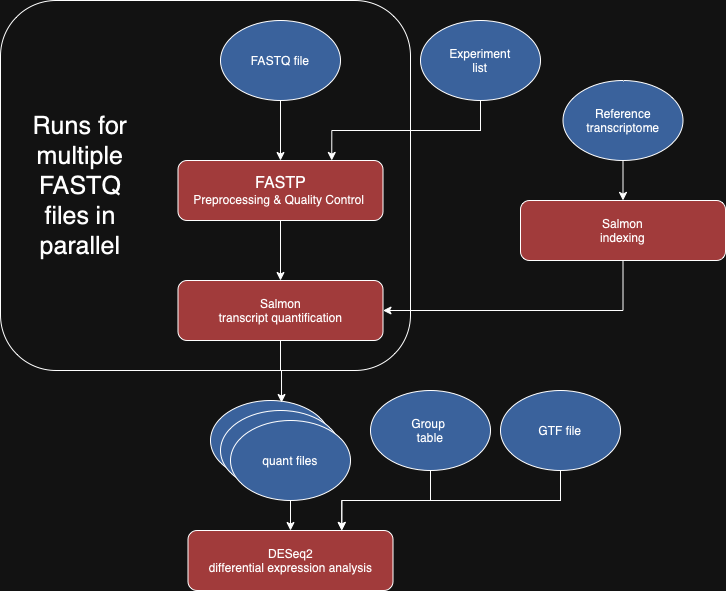 FASTQ file
Experiment
list
Reference
transcriptome
Runs for
multiple
FASTQ
files in
parallel
FASTP
Preprocessing & Quality Control
Salmon
indexing
Salmon
transcript quantification
quant files
Group
table
GTF file
DESeq2
differential expression analysis